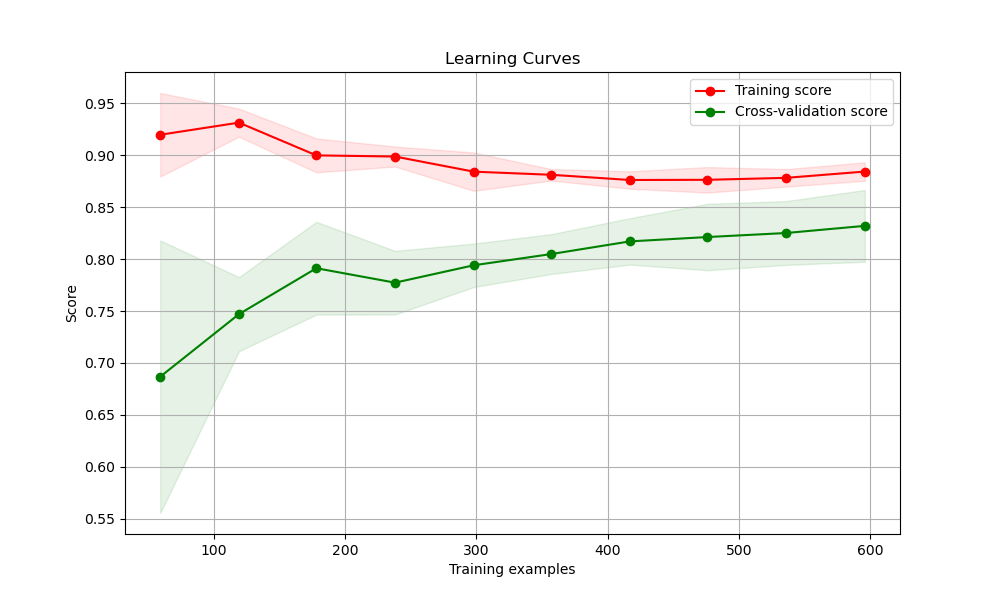 Learning Curves
Training score
Cross-validation score
0.95
0.90
0.85
0.80
0.75
0.70
0.65
0.60
0.55
Score
100 200 300 400 500 600
Training examples